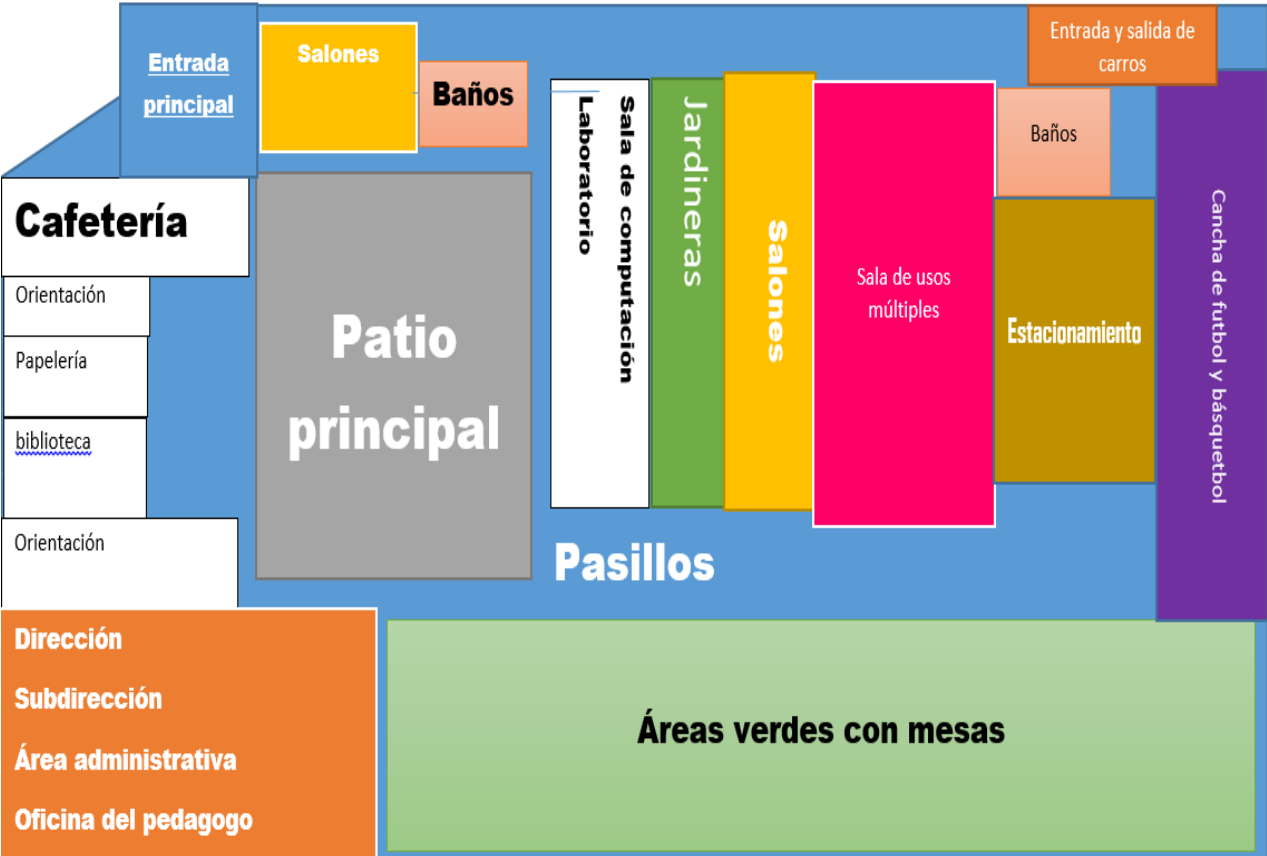 Entrada
principal
Salones
Baños
Entrada y salida de
carros
Cafetería
Orientación
Papelería
biblioteca
Orientación
Patio
principal
Sala de computación
Laboratorio
Jardineras
Salones
Sala de usos
múltiples
Baños
Estacionamiento
Cancha de futbol y básquetbol
Pasillos
Dirección
Subdirección
Área administrativa
Oficina del pedagogo
Áreas verdes con mesas